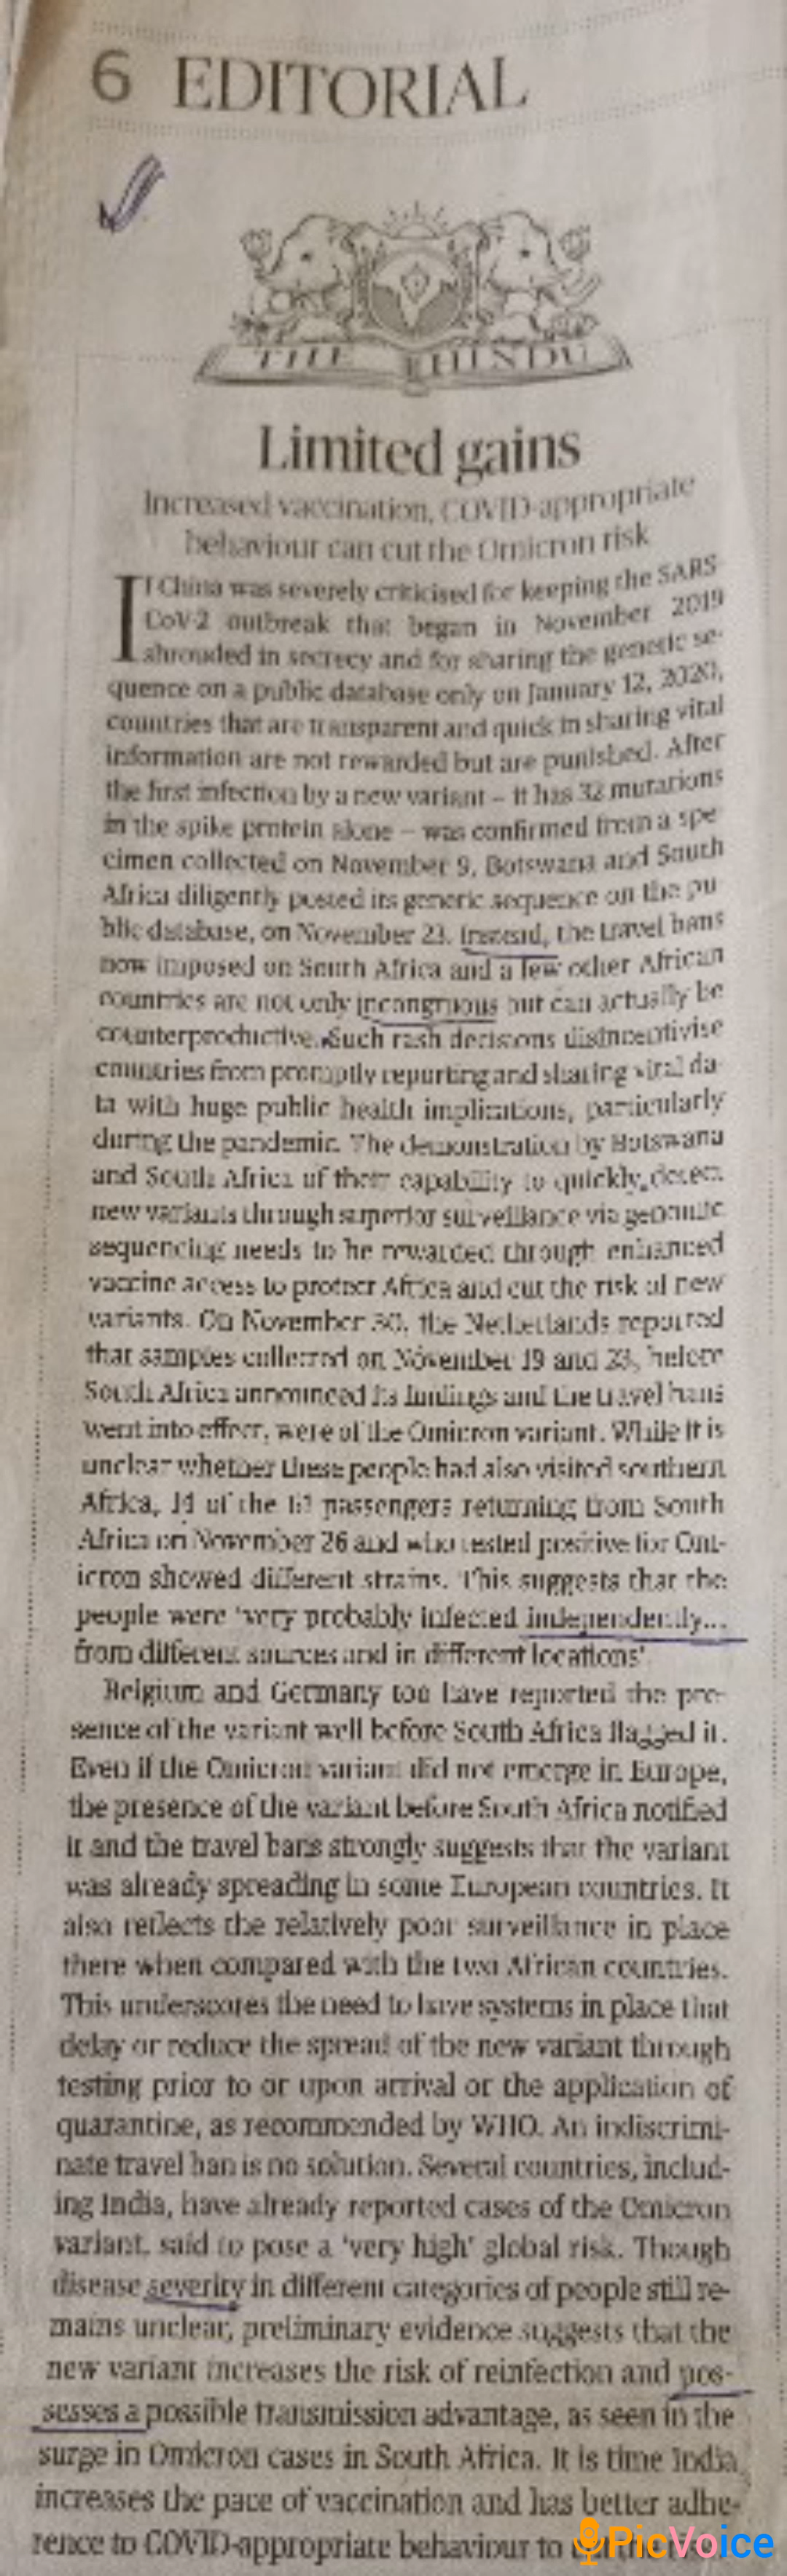 6 EDITORIAL
THE HINDU
Limited gains
Increased vaccination, COVID-appropriate
behaviour can cut the Omicron risk
If China was severely criticised for keeping the SARS-
CoV-2 outbreak that began in November 2019
shrouded in secrecy and for sharing the genetic se-
quence on a public database only on January 12, 2020,
countries that are transparent and quick in sharing vital
information are not rewarded but are punished. After
the first infection by a new variant – it has 32 mutations
in the spike protein alone – was confirmed from a spe-
cimen collected on November 9, Botswana and South
Africa diligently posted its genetic sequence on the pu-
blic database, on November 23. Instead, the travel bans
now imposed on South Africa and a few other African
countries are not only incongruous but can actually be
counterproductive. Such rash decisions disincentivise
countries from promptly reporting and sharing vital da-
ta with huge public health implications, particularly
during the pandemic. The demonstration by Botswana
and South Africa of their capability to quickly detect
new variants through superior surveillance via genomic
sequencing needs to be rewarded through enhanced
vaccine access to protect Africa and cut the risk of new
variants. On November 30, the Netherlands reported
that samples collected on November 19 and 23, before
South Africa announced its findings and the travel bans
went into effect, were of the Omicron variant. While it is
unclear whether these people had also visited southern
Africa, 14 of the 61 passengers returning from South
Africa on November 26 and who tested positive for Om-
icron showed different strains. This suggests that the
people were 'very probably infected independently...
from different sources and in different locations'.
Belgium and Germany too have reported the pre-
sence of the variant well before South Africa flagged it.
Even if the Omicron variant did not emerge in Europe,
the presence of the variant before South Africa notified
it and the travel bans strongly suggests that the variant
was already spreading in some European countries. It
also reflects the relatively poor surveillance in place
there when compared with the two African countries.
This underscores the need to have systems in place that
delay or reduce the spread of the new variant through
testing prior to or upon arrival or the application of
quarantine, as recommended by WHO. An indiscrimi-
nate travel ban is no solution. Several countries, includ-
ing India, have already reported cases of the Omicron
variant, said to pose a 'very high' global risk. Though
disease severity in different categories of people still re-
mains unclear, preliminary evidence suggests that the
new variant increases the risk of reinfection and pos-
sesses a possible transmission advantage, as seen in the
surge in Omicron cases in South Africa. It is time India
increases the pace of vaccination and has better adhe-
rence to COVID-appropriate behaviour to
PicVoice